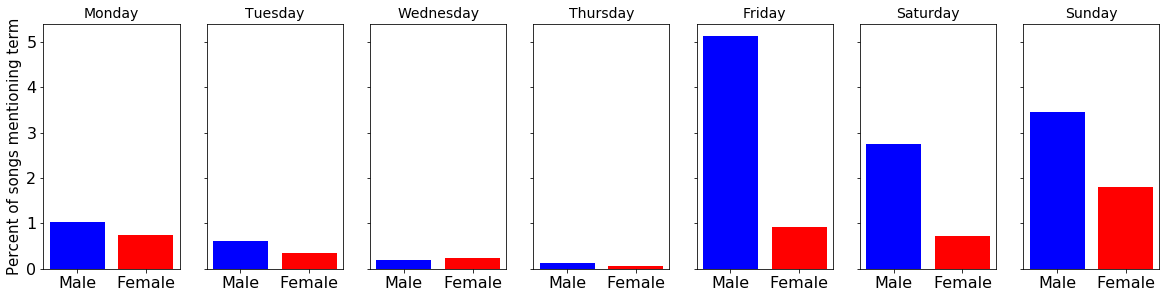 Monday Tuesday Wednesday Thursday Friday Saturday Sunday
Percent of songs mentioning term
5
4
3
2
1
0
Male Female Male Female Male Female Male Female Male Female Male Female Male Female